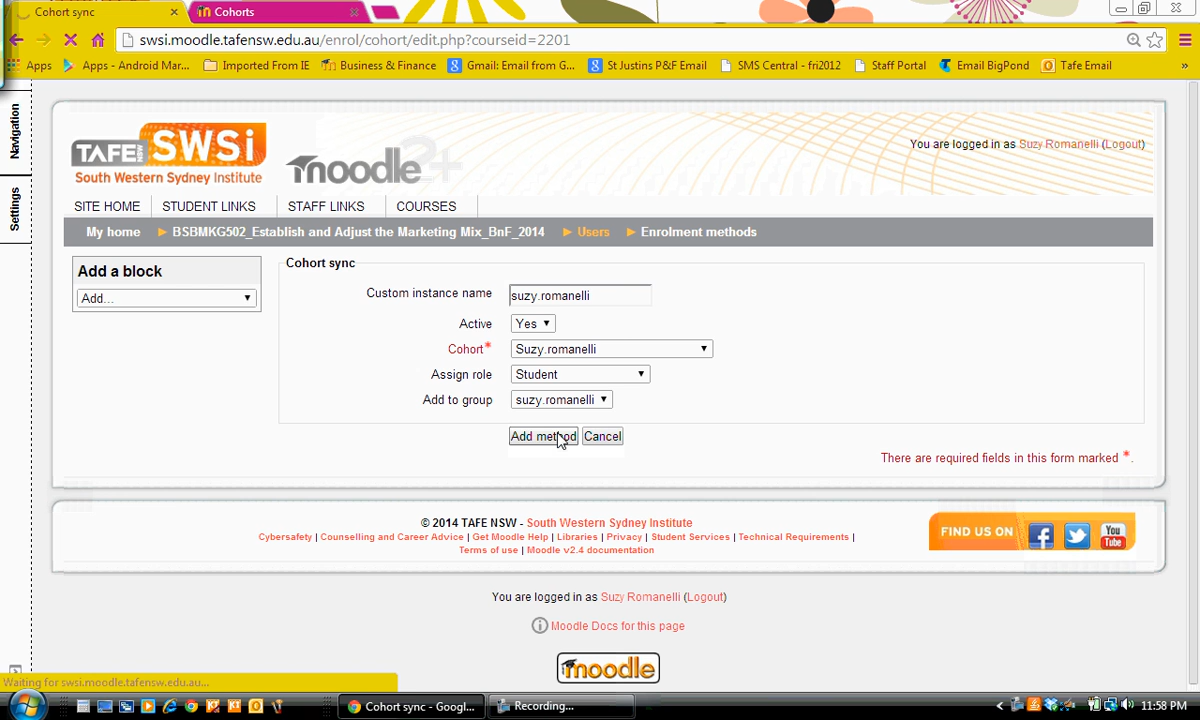 Cohort sync
Cohorts
swsi.moodle.tafensw.edu.au/enrol/cohort/edit.php?courseid=2201
Apps
Apps - Android Mar...
Imported From IE
Business & Finance
Gmail: Email from G...
St Justins P&F Email
SMS Central - fri2012
Staff Portal
Email BigPond
Tafe Email
»
Navigation
Settings
TAFE NSW SWSi
South Western Sydney Institute
moodle 2+
You are logged in as Suzy Romanelli (Logout)
SITE HOME
STUDENT LINKS
STAFF LINKS
COURSES
My home ► BSBMKG502_Establish and Adjust the Marketing Mix_BnF_2014 ► Users ► Enrolment methods
Add a block
Add...
Cohort sync
Custom instance name suzy.romanelli
Active Yes
Cohort* Suzy.romanelli
Assign role Student
Add to group suzy.romanelli
Add method Cancel
There are required fields in this form marked *.
© 2014 TAFE NSW - South Western Sydney Institute
Cybersafety | Counselling and Career Advice | Get Moodle Help | Libraries | Privacy | Student Services | Technical Requirements |
Terms of use | Moodle v2.4 documentation
FIND US ON
You Tube
You are logged in as Suzy Romanelli (Logout)
Moodle Docs for this page
moodle
Waiting for swsi.moodle.tafensw.edu.au...
Cohort sync - Googl...
Recording...
11:58 PM